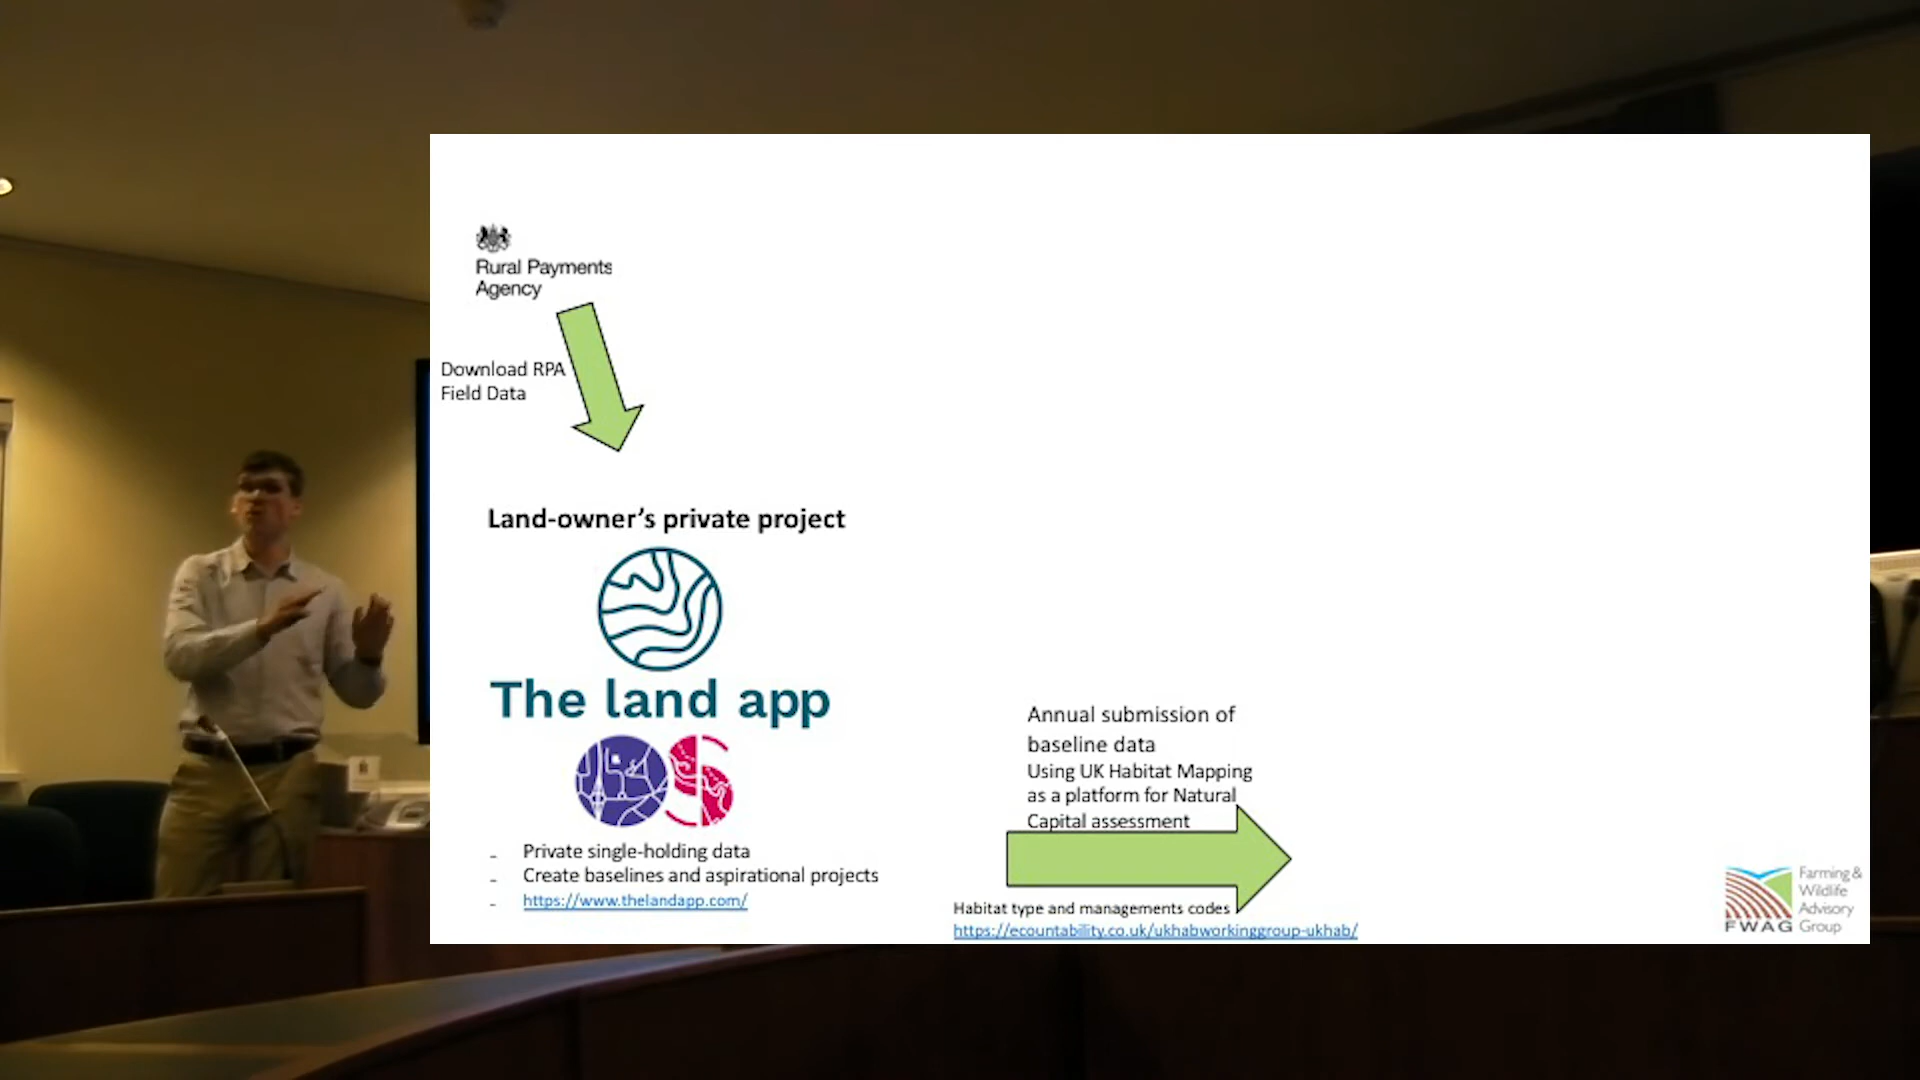 Rural Payments
Agency
Download RPA
Field Data
Land-owner's private project
The land app
OS
- Private single-holding data
- Create baselines and aspirational projects
- https://www.thelandapp.com/
Annual submission of
baseline data
Using UK Habitat Mapping
as a platform for Natural
Capital assessment
Habitat type and managements codes
https://ecountability.co.uk/ukhabworkinggroup-ukhab/
Farming &
Wildlife
Advisory
Group
FWAG